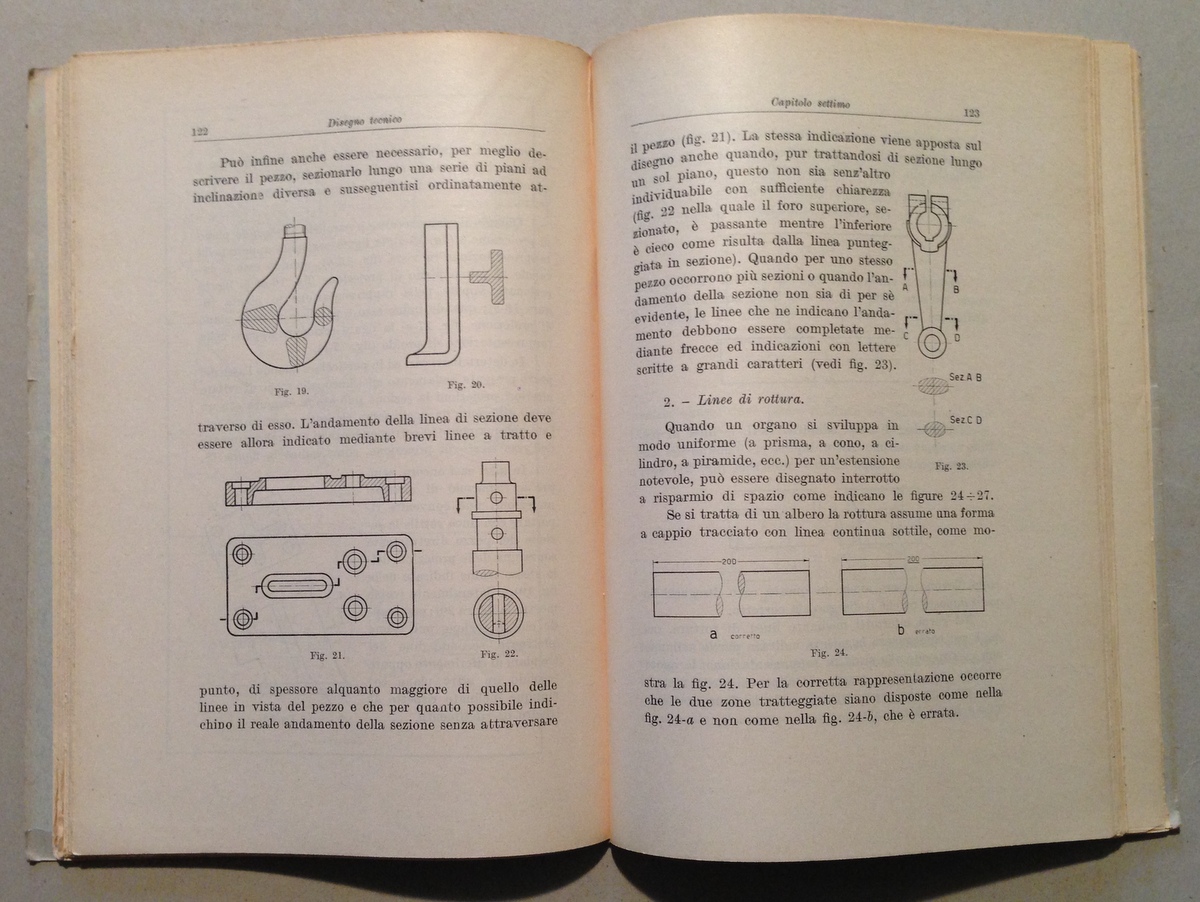 122
Disegno tecnico
Può infine anche essere necessario, per meglio de-
scrivere il pezzo, sezionarlo lungo una serie di piani ad
inclinazione diversa e susseguentisi ordinatamente at-
Fig. 19.
Fig. 20.
traverso di esso. L'andamento della linea di sezione deve
essere allora indicato mediante brevi linee a tratto e
Fig. 21.
Fig. 22.
punto, di spessore alquanto maggiore di quello delle
linee in vista del pezzo e che per quanto possibile indi-
chino il reale andamento della sezione senza attraversare
Capitolo settimo
123
il pezzo (fig. 21). La stessa indicazione viene apposta sul
disegno anche quando, pur trattandosi di sezione lungo
un sol piano, questo non sia senz'altro
individuabile con sufficiente chiarezza
(fig. 22 nella quale il foro superiore, se-
zionato, è passante mentre l'inferiore
è cieco come risulta dalla linea punteg-
giata in sezione). Quando per uno stesso
pezzo occorrono più sezioni o quando l'an-
damento della sezione non sia di per sè
evidente, le linee che ne indicano l'anda-
mento debbono essere completate me-
diante frecce ed indicazioni con lettere
scritte a grandi caratteri (vedi fig. 23).
A
B
C
D
Sez. A B
Sez. C D
Fig. 23.
2. - Linee di rottura.
Quando un organo si sviluppa in
modo uniforme (a prisma, a cono, a ci-
lindro, a piramide, ecc.) per un'estensione
notevole, può essere disegnato interrotto
a risparmio di spazio come indicano le figure 24÷27.
Se si tratta di un albero la rottura assume una forma
a cappio tracciato con linea continua sottile, come mo-
200
200
a corretto
b errato
Fig. 24.
stra la fig. 24. Per la corretta rappresentazione occorre
che le due zone tratteggiate siano disposte come nella
fig. 24-a e non come nella fig. 24-b, che è errata.